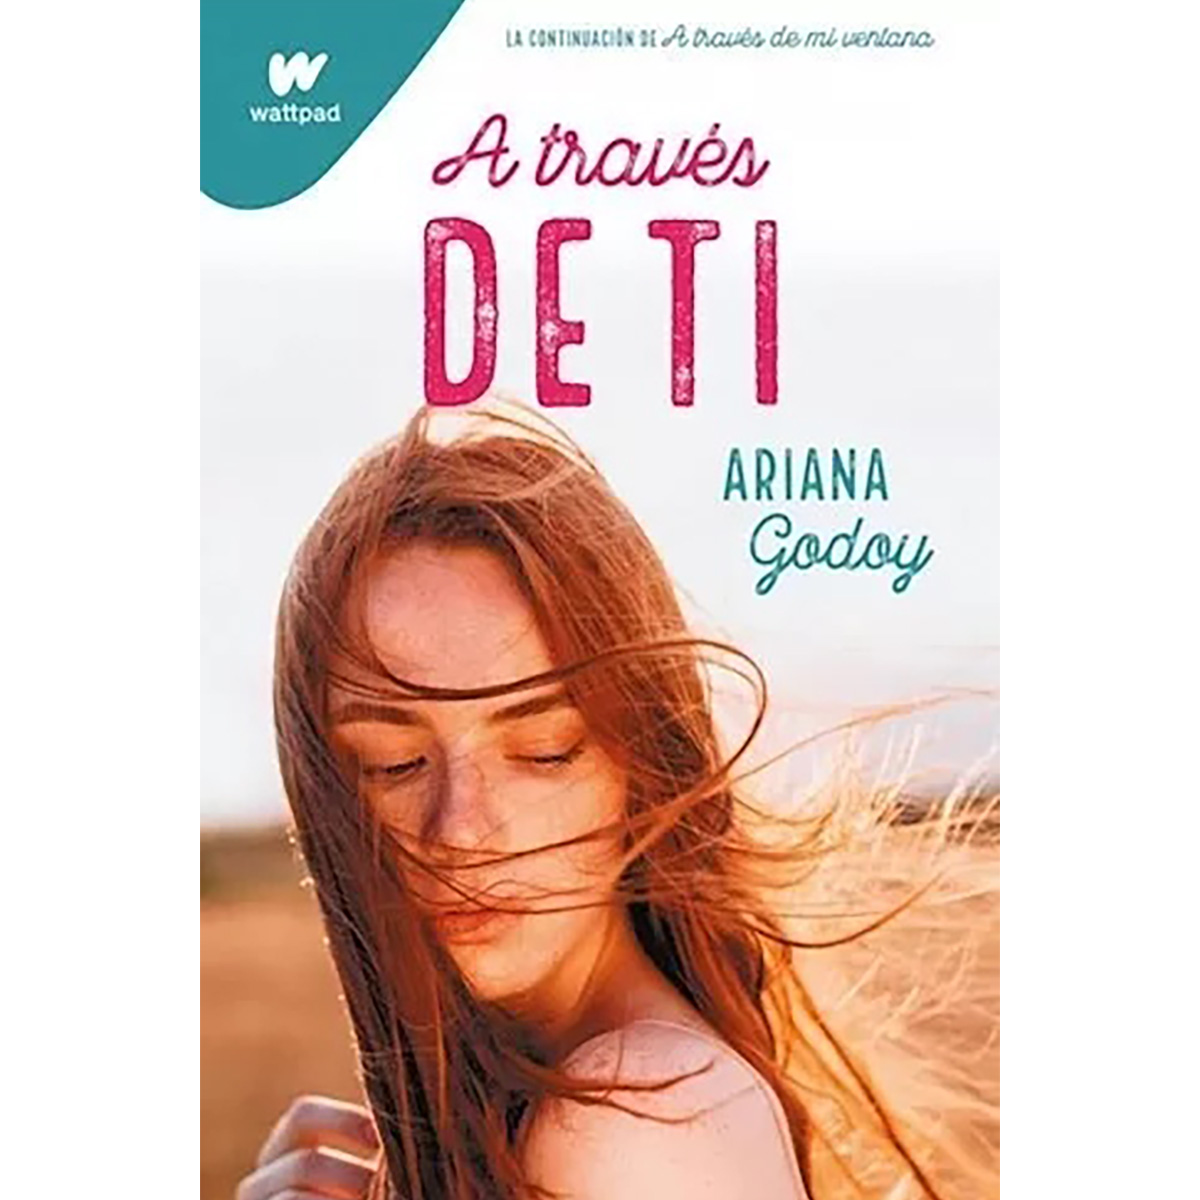 LA CONTINUACIÓN DE A través de mi ventana
wattpad
A través
DE TI
ARIANA
Godoy